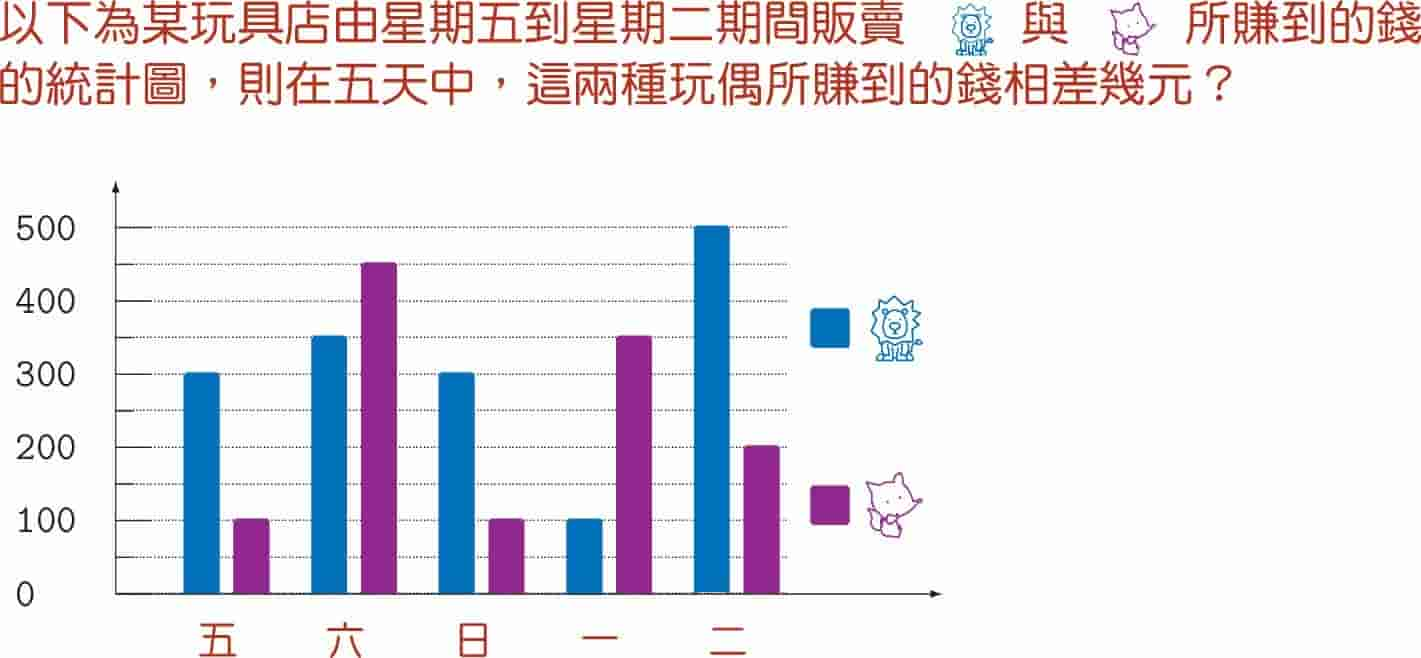 以下為某玩具店由星期五到星期二期間販賣 與 所賺到的錢
的統計圖，則在五天中，這兩種玩偶所賺到的錢相差幾元？
500
400
300
200
100
0
五 六 日 一 二